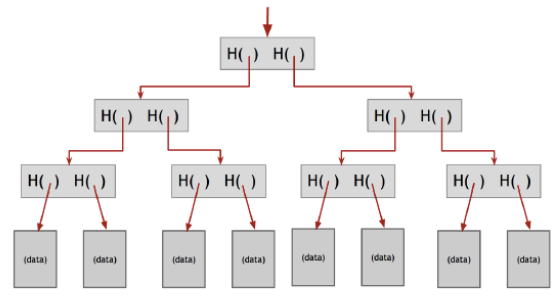 H( ) H( )
H( ) H( ) H( ) H( )
H( ) H( ) H( ) H( ) H( ) H( ) H( ) H( )
(data) (data) (data) (data) (data) (data) (data) (data)